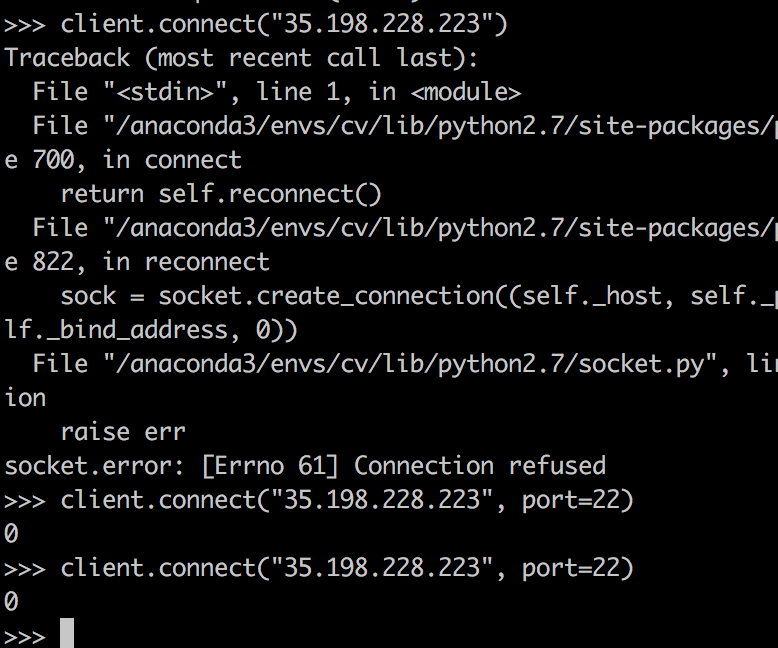 >>> client.connect("35.198.228.223")
Traceback (most recent call last):
  File "<stdin>", line 1, in <module>
  File "/anaconda3/envs/cv/lib/python2.7/site-packages/
e 700, in connect
    return self.reconnect()
  File "/anaconda3/envs/cv/lib/python2.7/site-packages/
e 822, in reconnect
    sock = socket.create_connection((self._host, self._
lf._bind_address, 0))
  File "/anaconda3/envs/cv/lib/python2.7/socket.py", li
ion
    raise err
socket.error: [Errno 61] Connection refused
>>> client.connect("35.198.228.223", port=22)
0
>>> client.connect("35.198.228.223", port=22)
0
>>>